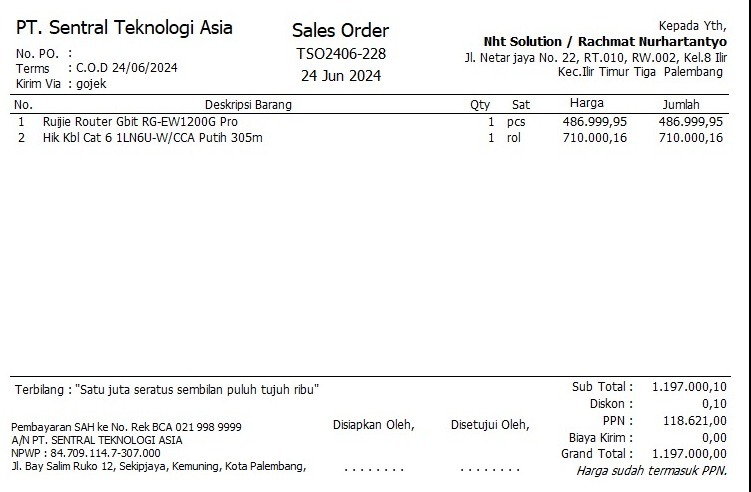 PT. Sentral Teknologi Asia
No. PO. :
Terms : C.O.D 24/06/2024
Kirim Via : gojek
Sales Order
TSO2406-228
24 Jun 2024
Kepada Yth,
Nht Solution / Rachmat Nurhartantyo
Jl. Netar jaya No. 22, RT.010, RW.002, Kel.8 Ilir
Kec.Ilir Timur Tiga Palembang
No. Deskripsi Barang Qty Sat Harga Jumlah
1 Ruijie Router Gbit RG-EW1200G Pro 1 pcs 486.999,95 486.999,95
2 Hik Kbl Cat 6 1LN6U-W/CCA Putih 305m 1 rol 710.000,16 710.000,16
Terbilang : "Satu juta seratus sembilan puluh tujuh ribu"
Pembayaran SAH ke No. Rek BCA 021 998 9999
A/N PT. SENTRAL TEKNOLOGI ASIA
NPWP : 84.709.114.7-307.000
Jl. Bay Salim Ruko 12, Sekipjaya, Kemuning, Kota Palembang,
Disiapkan Oleh,
. . . . . . . .
Disetujui Oleh,
. . . . . . . .
Sub Total : 1.197.000,10
Diskon : 0,10
PPN : 118.621,00
Biaya Kirim : 0,00
Grand Total : 1.197.000,00
Harga sudah termasuk PPN.